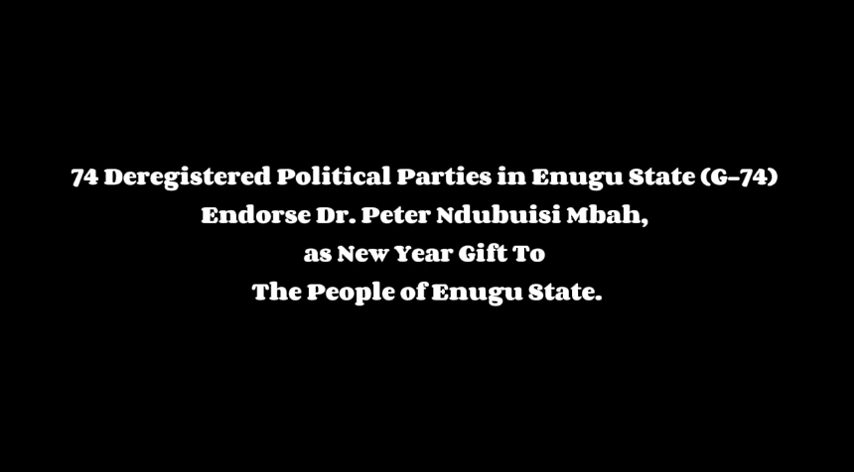 74 Deregistered Political Parties in Enugu State (G-74)
Endorse Dr. Peter Ndubuisi Mbah,
as New Year Gift To
The People of Enugu State.